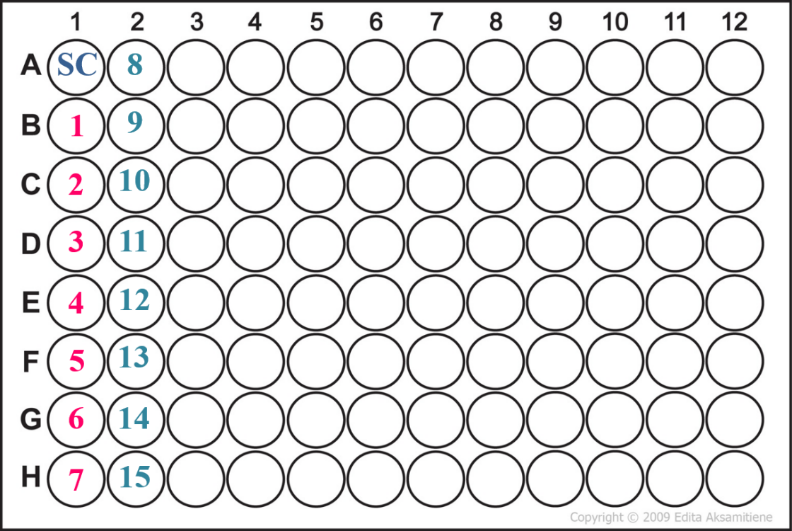 1 2 3 4 5 6 7 8 9 10 11 12
A SC 8
B 1 9
C 2 10
D 3 11
E 4 12
F 5 13
G 6 14
H 7 15
Copyright © 2009 Edita Aksamitiene